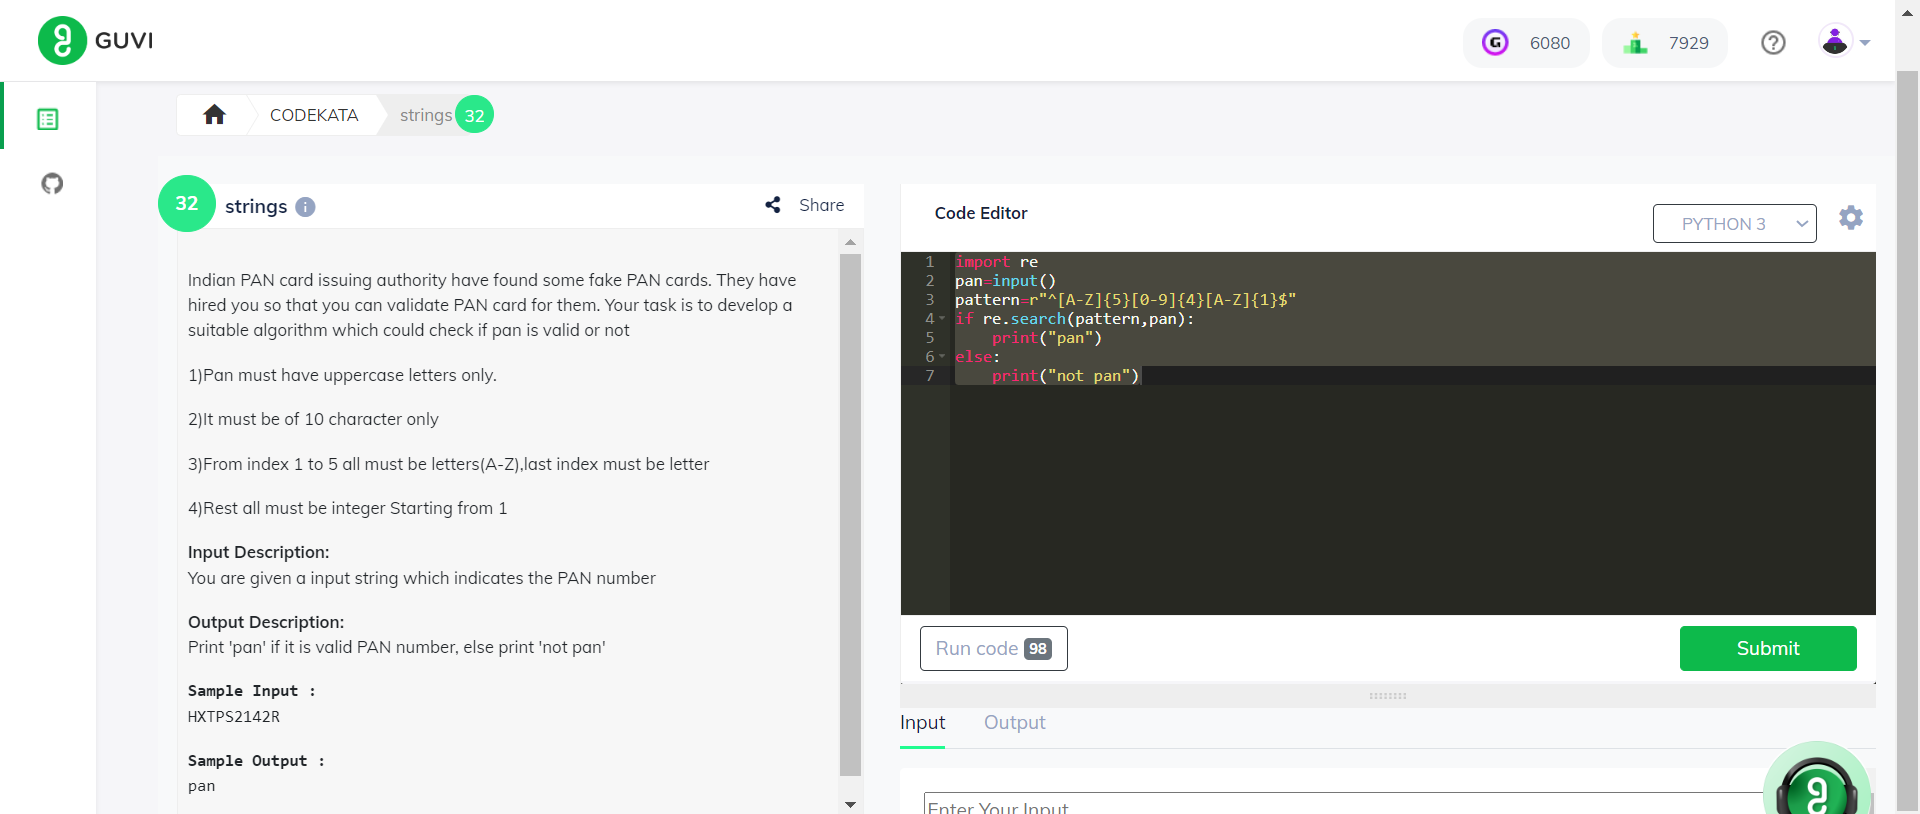 GUVI
6080
7929
CODEKATA
strings 32
32 strings
Share
Indian PAN card issuing authority have found some fake PAN cards. They have
hired you so that you can validate PAN card for them. Your task is to develop a
suitable algorithm which could check if pan is valid or not
1)Pan must have uppercase letters only.
2)It must be of 10 character only
3)From index 1 to 5 all must be letters(A-Z),last index must be letter
4)Rest all must be integer Starting from 1
Input Description:
You are given a input string which indicates the PAN number
Output Description:
Print 'pan' if it is valid PAN number, else print 'not pan'
Sample Input :
HXTPS2142R
Sample Output :
pan
Code Editor
PYTHON 3
1 import re
2 pan=input()
3 pattern=r"^[A-Z]{5}[0-9]{4}[A-Z]{1}$"
4 if re.search(pattern,pan):
5     print("pan")
6 else:
7     print("not pan")
Run code 98
Submit
Input
Output
Enter Your Input